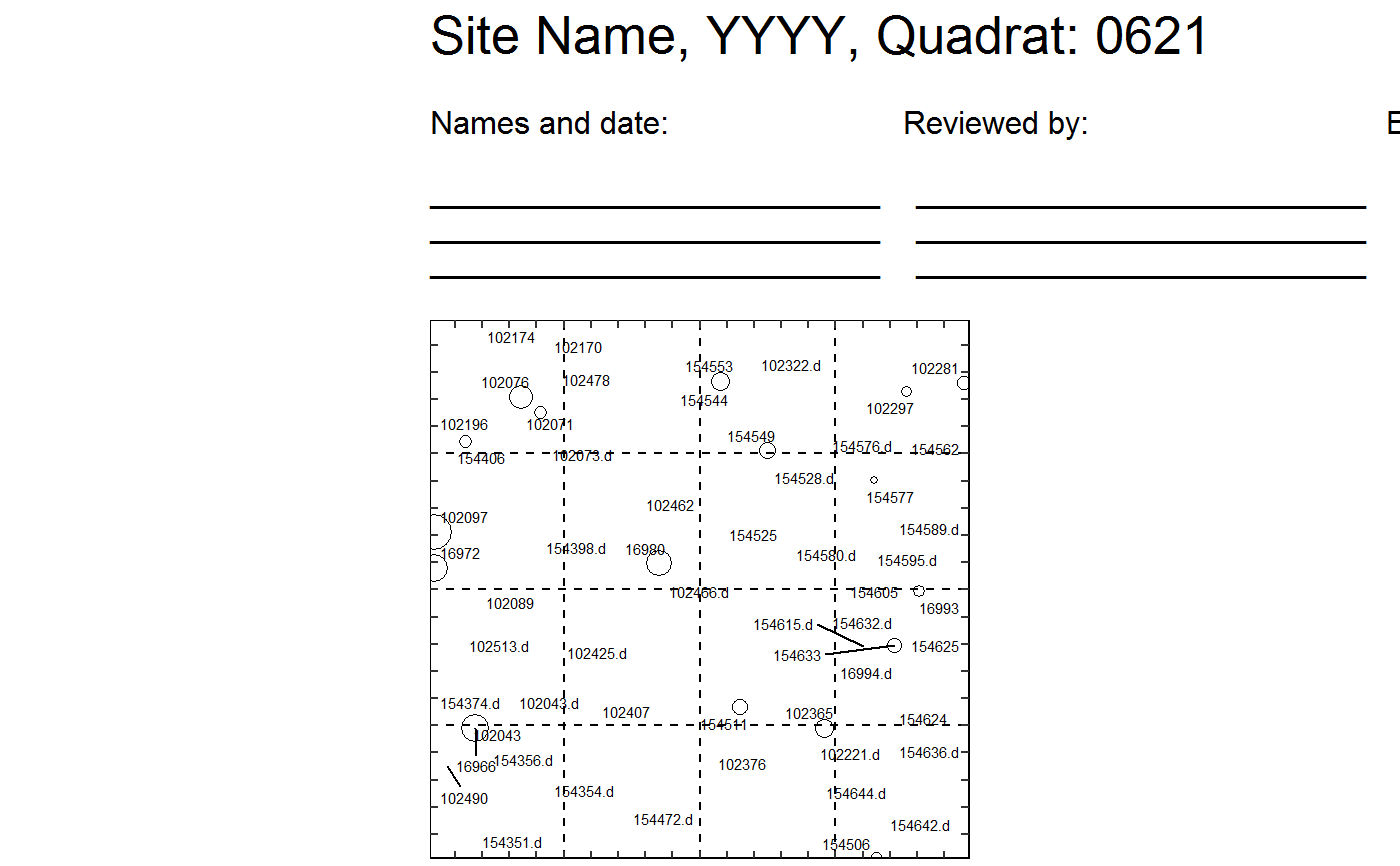 Site Name, YYYY, Quadrat: 0621
Names and date: Reviewed by: E
102174
102170
154553
102322.d
102281
102076
102478
154544
102297
102196
102071
154549
154576.d
154562
154406
102073.d
154528.d
154577
102462
102097
154525
154589.d
16972
154398.d
16980
154580.d
154595.d
102466.d
154605
102089
16993
154615.d
154632.d
102513.d
102425.d
154633
154625
16994.d
154374.d
102043.d
102407
102365
154511
154624
102043
16966
154356.d
102376
102221.d
154636.d
102490
154354.d
154644.d
154472.d
154642.d
154351.d
154506